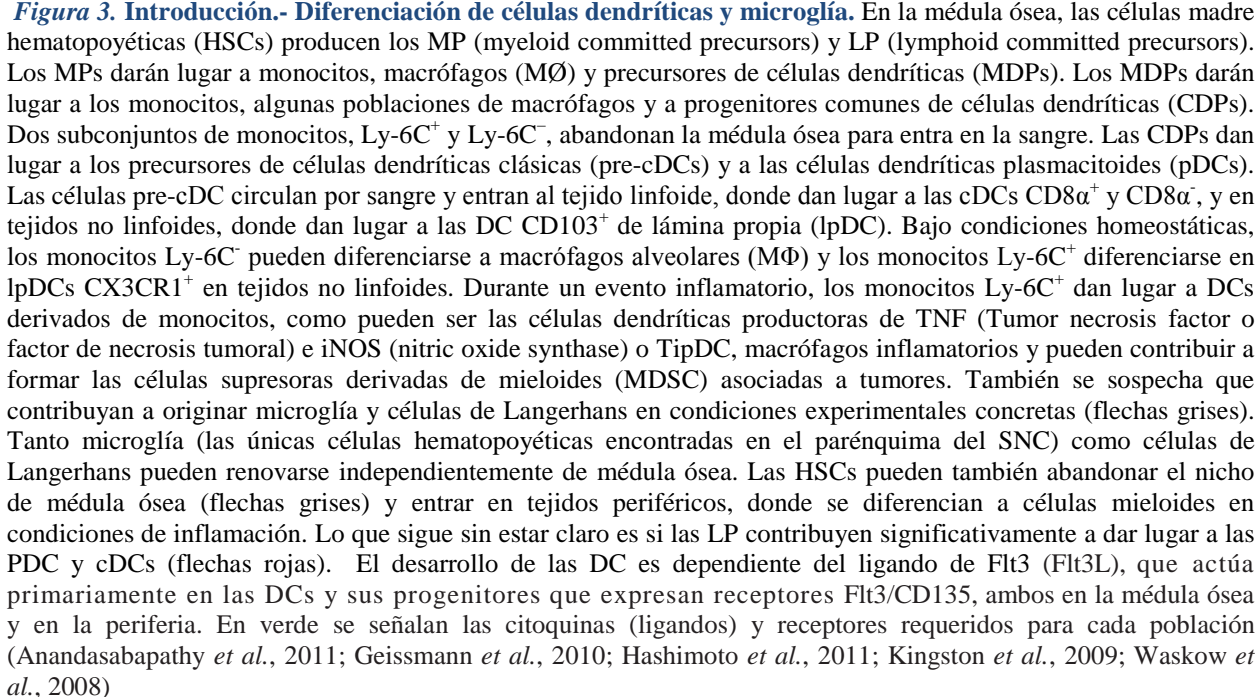 Figura 3. Introducción.- Diferenciación de células dendríticas y microglía. En la médula ósea, las células madre
hematopoyéticas (HSCs) producen los MP (myeloid committed precursors) y LP (lymphoid committed precursors).
Los MPs darán lugar a monocitos, macrófagos (MØ) y precursores de células dendríticas (MDPs). Los MDPs darán
lugar a los monocitos, algunas poblaciones de macrófagos y a progenitores comunes de células dendríticas (CDPs).
Dos subconjuntos de monocitos, Ly-6C⁺ y Ly-6C⁻, abandonan la médula ósea para entra en la sangre. Las CDPs dan
lugar a los precursores de células dendríticas clásicas (pre-cDCs) y a las células dendríticas plasmacitoides (pDCs).
Las células pre-cDC circulan por sangre y entran al tejido linfoide, donde dan lugar a las cDCs CD8α⁺ y CD8α⁻, y en
tejidos no linfoides, donde dan lugar a las DC CD103⁺ de lámina propia (lpDC). Bajo condiciones homeostáticas,
los monocitos Ly-6C⁻ pueden diferenciarse a macrófagos alveolares (MΦ) y los monocitos Ly-6C⁺ diferenciarse en
lpDCs CX3CR1⁺ en tejidos no linfoides. Durante un evento inflamatorio, los monocitos Ly-6C⁺ dan lugar a DCs
derivados de monocitos, como pueden ser las células dendríticas productoras de TNF (Tumor necrosis factor o
factor de necrosis tumoral) e iNOS (nitric oxide synthase) o TipDC, macrófagos inflamatorios y pueden contribuir a
formar las células supresoras derivadas de mieloides (MDSC) asociadas a tumores. También se sospecha que
contribuyan a originar microglía y células de Langerhans en condiciones experimentales concretas (flechas grises).
Tanto microglía (las únicas células hematopoyéticas encontradas en el parénquima del SNC) como células de
Langerhans pueden renovarse independientemente de médula ósea. Las HSCs pueden también abandonar el nicho
de médula ósea (flechas grises) y entrar en tejidos periféricos, donde se diferencian a células mieloides en
condiciones de inflamación. Lo que sigue sin estar claro es si las LP contribuyen significativamente a dar lugar a las
PDC y cDCs (flechas rojas). El desarrollo de las DC es dependiente del ligando de Flt3 (Flt3L), que actúa
primariamente en las DCs y sus progenitores que expresan receptores Flt3/CD135, ambos en la médula ósea
y en la periferia. En verde se señalan las citoquinas (ligandos) y receptores requeridos para cada población
(Anandasabapathy et al., 2011; Geissmann et al., 2010; Hashimoto et al., 2011; Kingston et al., 2009; Waskow et
al., 2008)